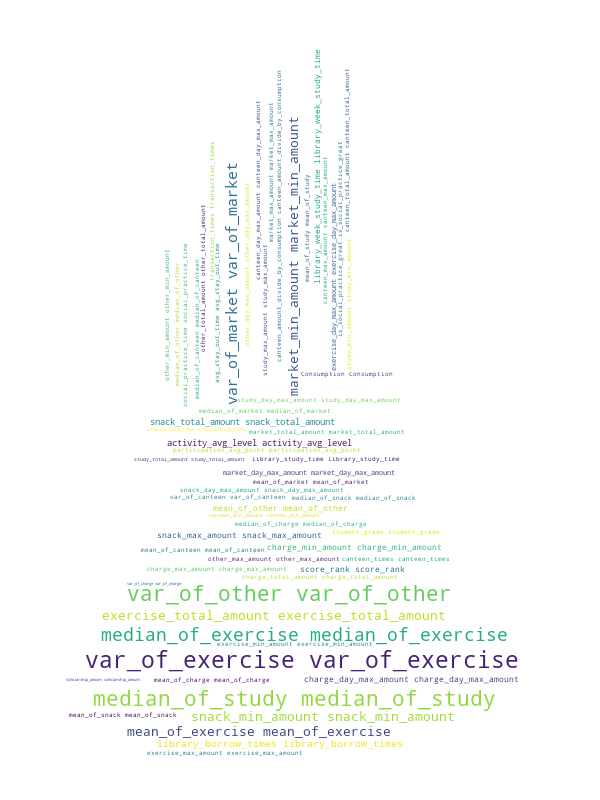 other_min_amount other_min_amount
median_of_other median_of_other
social_practice_time social_practice_time
median_of_canteen median_of_canteen
other_total_amount other_total_amount
transaction_times transaction_times
avg_stay_out_time avg_stay_out_time
var_of_market var_of_market
other_day_max_amount other_day_max_amount
canteen_day_max_amount canteen_day_max_amount
study_max_amount study_max_amount
market_max_amount market_max_amount
canteen_amount_divide_by_consumption canteen_amount_divide_by_consumption
market_min_amount market_min_amount
mean_of_study mean_of_study
library_week_study_time library_week_study_time
canteen_max_amount canteen_max_amount
exercise_day_max_amount exercise_day_max_amount
is_social_practice_great is_social_practice_great
canteen_total_amount canteen_total_amount
study_min_amount study_min_amount
Consumption Consumption
study_day_max_amount study_day_max_amount
median_of_market median_of_market
snack_total_amount snack_total_amount
market_total_amount market_total_amount
activity_avg_level activity_avg_level
participation_avg_point participation_avg_point
study_total_amount study_total_amount
library_study_time library_study_time
market_day_max_amount market_day_max_amount
mean_of_market mean_of_market
snack_day_max_amount snack_day_max_amount
var_of_canteen var_of_canteen
median_of_snack median_of_snack
mean_of_other mean_of_other
canteen_min_amount canteen_min_amount
median_of_charge median_of_charge
snack_max_amount snack_max_amount
student_grade student_grade
mean_of_canteen mean_of_canteen
charge_min_amount charge_min_amount
other_max_amount other_max_amount
canteen_times canteen_times
charge_max_amount charge_max_amount
score_rank score_rank
charge_total_amount charge_total_amount
var_of_charge var_of_charge
var_of_other var_of_other
exercise_total_amount exercise_total_amount
median_of_exercise median_of_exercise
exercise_min_amount exercise_min_amount
var_of_exercise var_of_exercise
scholarship_amount scholarship_amount
mean_of_charge mean_of_charge
charge_day_max_amount charge_day_max_amount
median_of_study median_of_study
mean_of_snack mean_of_snack
snack_min_amount snack_min_amount
mean_of_exercise mean_of_exercise
library_borrow_times library_borrow_times
exercise_max_amount exercise_max_amount